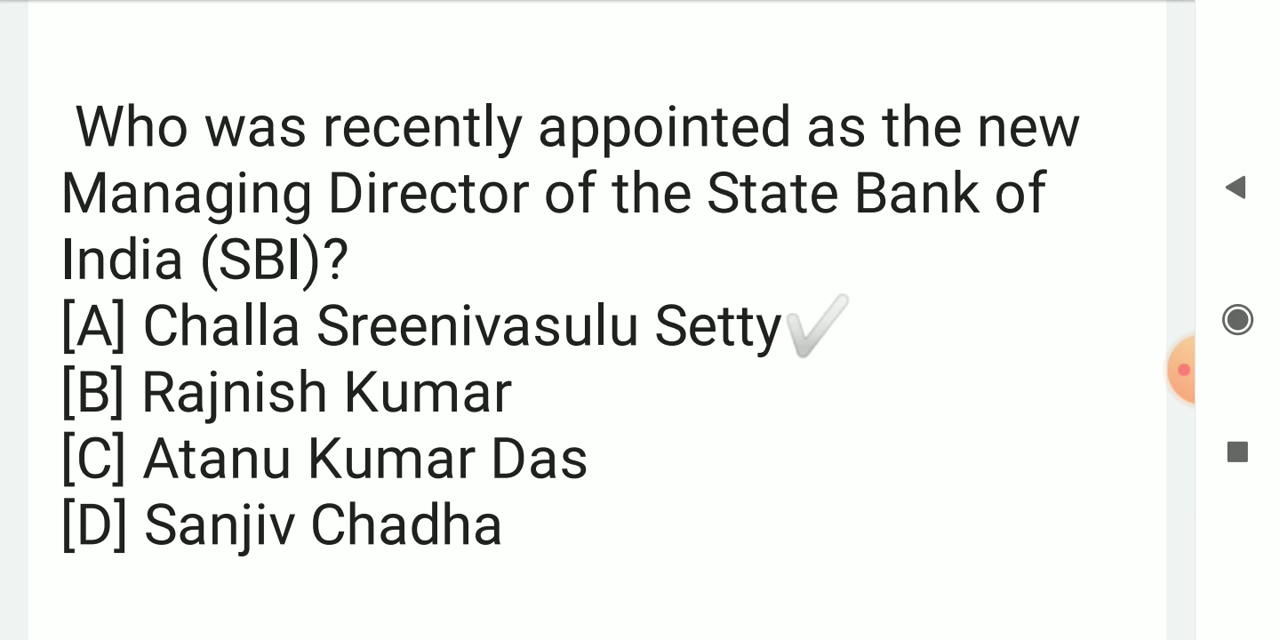 Who was recently appointed as the new
Managing Director of the State Bank of
India (SBI)?
[A] Challa Sreenivasulu Setty✔
[B] Rajnish Kumar
[C] Atanu Kumar Das
[D] Sanjiv Chadha